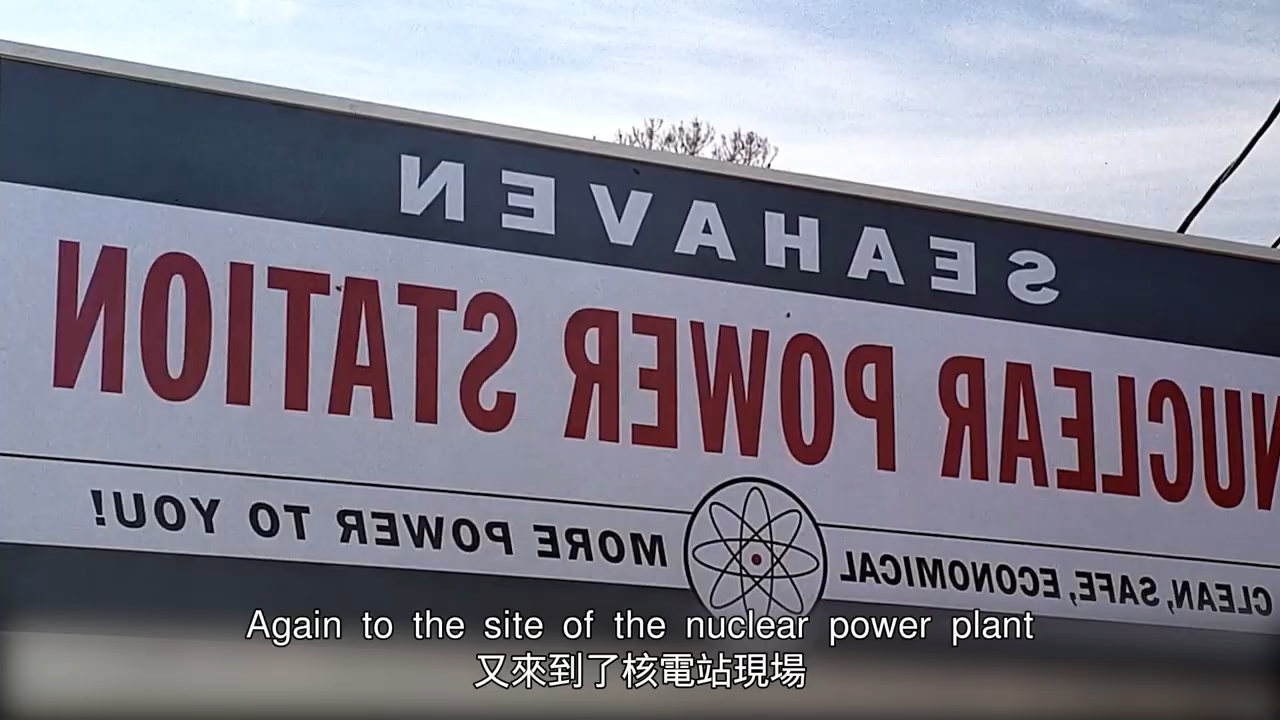 SEAHAVEN
NUCLEAR POWER STATION
CLEAN, SAFE, ECONOMICAL MORE POWER TO YOU!
Again to the site of the nuclear power plant
又來到了核電站現場